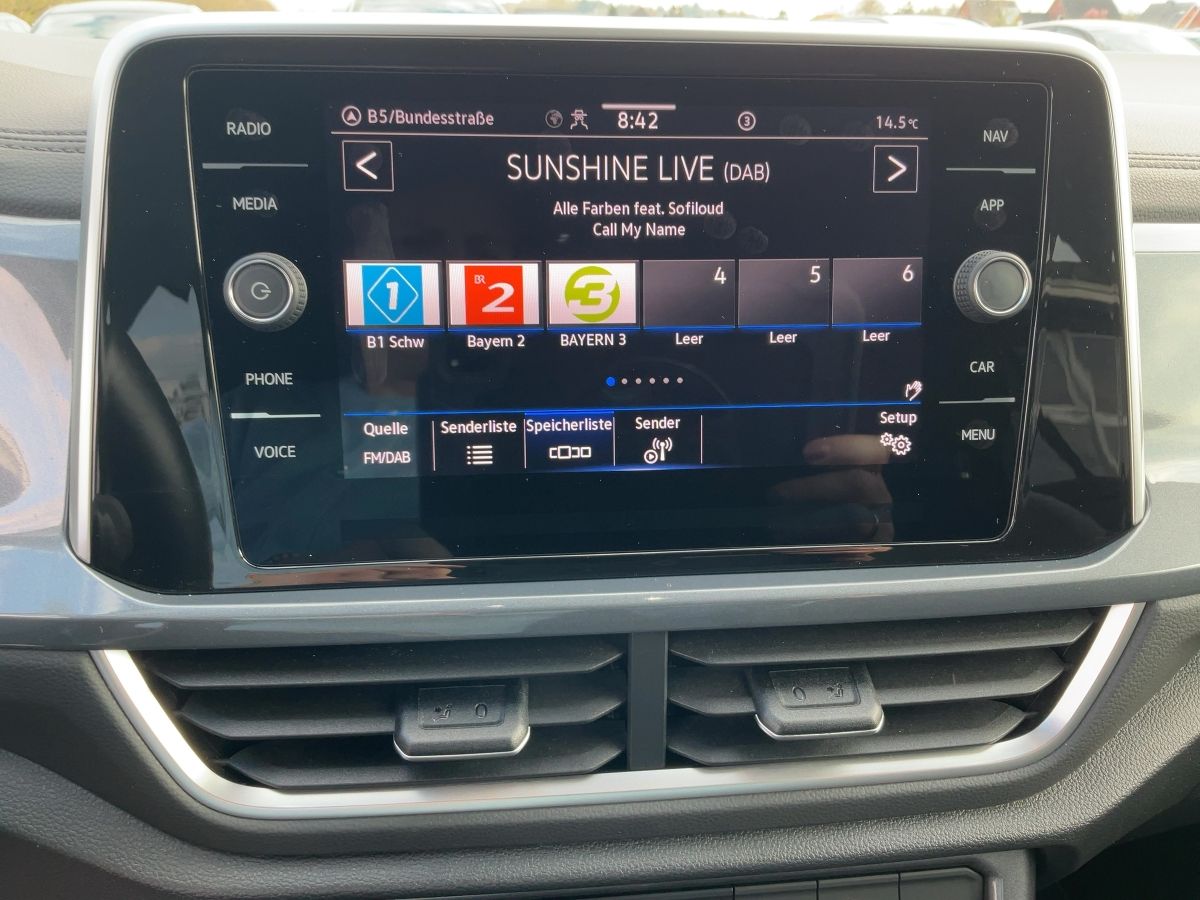 RADIO
MEDIA
PHONE
VOICE
B5/Bundesstraße
8:42
3
14.5°C
<
SUNSHINE LIVE (DAB)
>
Alle Farben feat. Sofiloud
Call My Name
1
BR 2
3
4
5
6
B1 Schw
Bayern 2
BAYERN 3
Leer
Leer
Leer
Quelle
FM/DAB
Senderliste
Speicherliste
Sender
Setup
NAV
APP
CAR
MENU
0
0